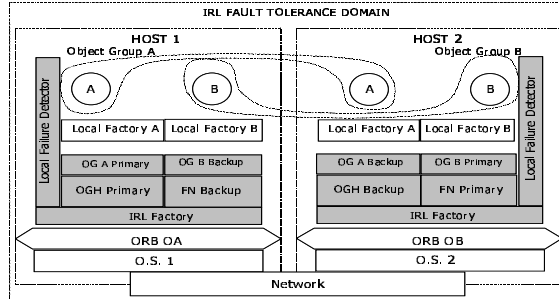 IRL FAULT TOLERANCE DOMAIN
HOST 1
HOST 2
Object Group A
Object Group B
A
B
A
B
Local Failure Detector
Local Factory A
Local Factory B
Local Factory A
Local Factory B
Local Failure Detector
OG A Primary
OG B Backup
OG A Backup
OG B Primary
OGH Primary
FN Backup
OGH Backup
FN Primary
IRL Factory
IRL Factory
ORB OA
ORB OB
O.S. 1
O.S. 2
Network